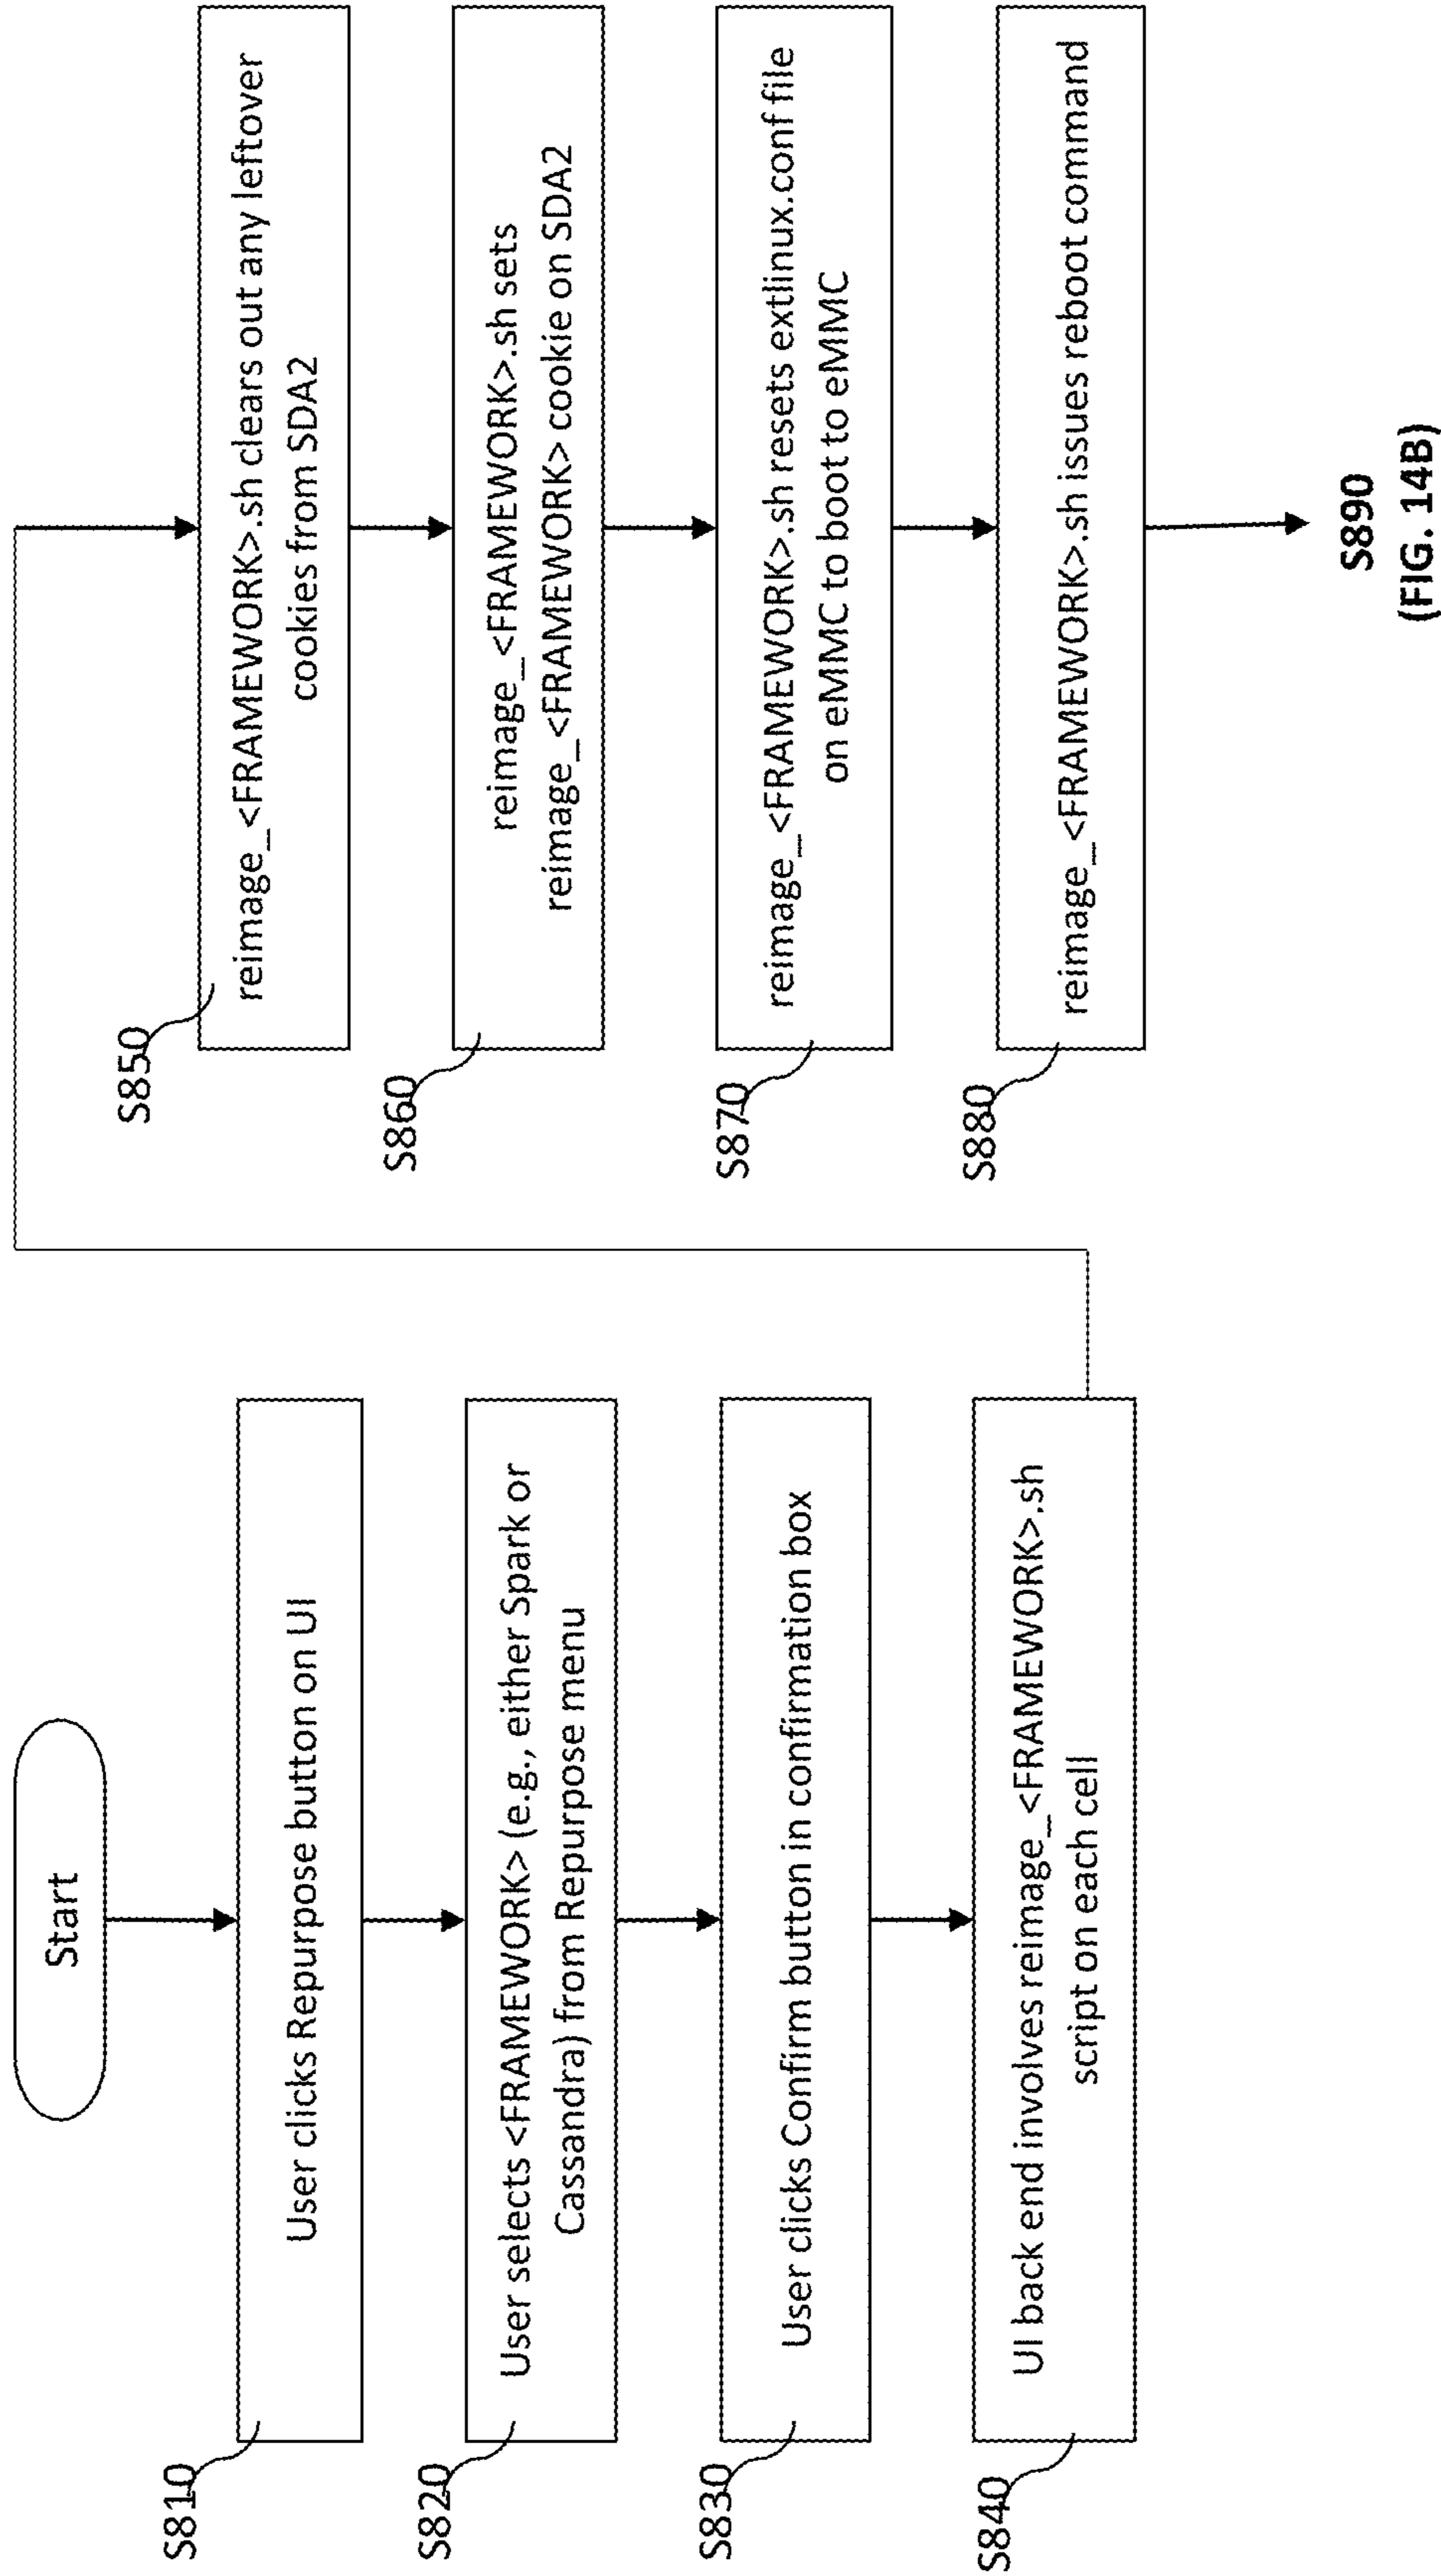 Start
S810
User clicks Repurpose button on UI
S820
User selects <FRAMEWORK> (e.g., either Spark or
Cassandra) from Repurpose menu
S830
User clicks Confirm button in confirmation box
S840
UI back end involves reimage_<FRAMEWORK>.sh
script on each cell
S850
reimage_<FRAMEWORK>.sh clears out any leftover
cookies from SDA2
S860
reimage_<FRAMEWORK>.sh sets
reimage_<FRAMEWORK> cookie on SDA2
S870
reimage_<FRAMEWORK>.sh resets extlinux.conf file
on eMMC to boot to eMMC
S880
reimage_<FRAMEWORK>.sh issues reboot command
S890
(FIG. 14B)